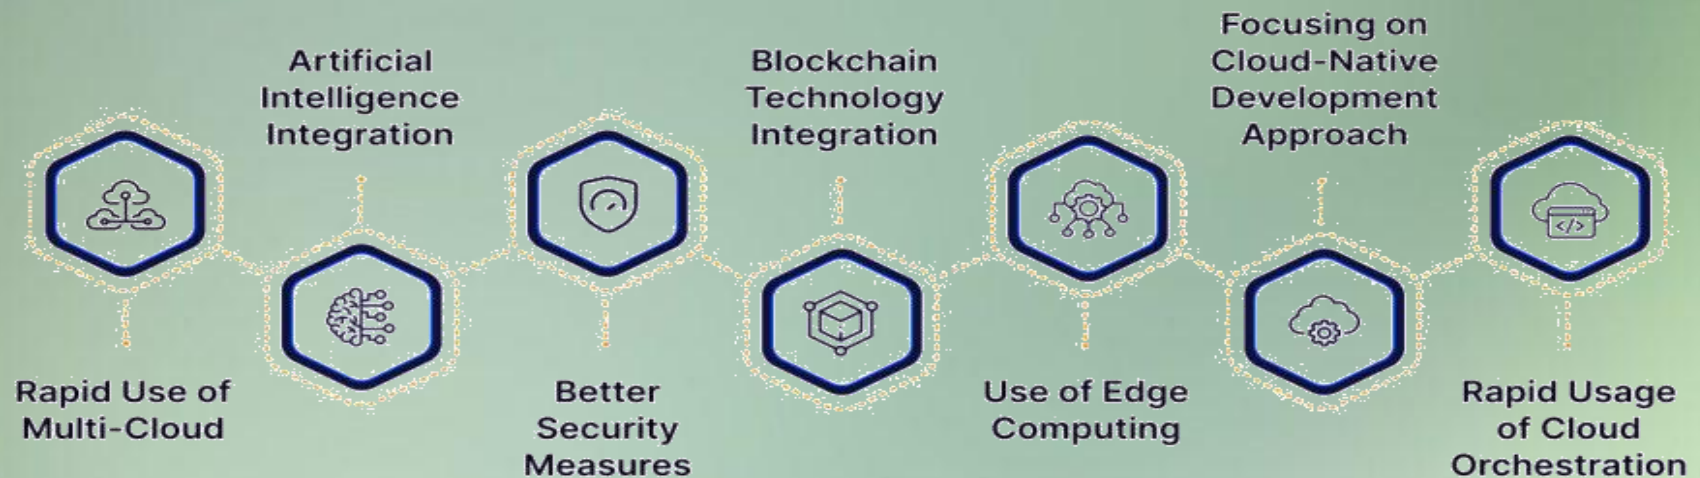 Rapid Use of
Multi-Cloud
Artificial
Intelligence
Integration
Better
Security
Measures
Blockchain
Technology
Integration
Use of Edge
Computing
Focusing on
Cloud-Native
Development
Approach
Rapid Usage
of Cloud
Orchestration